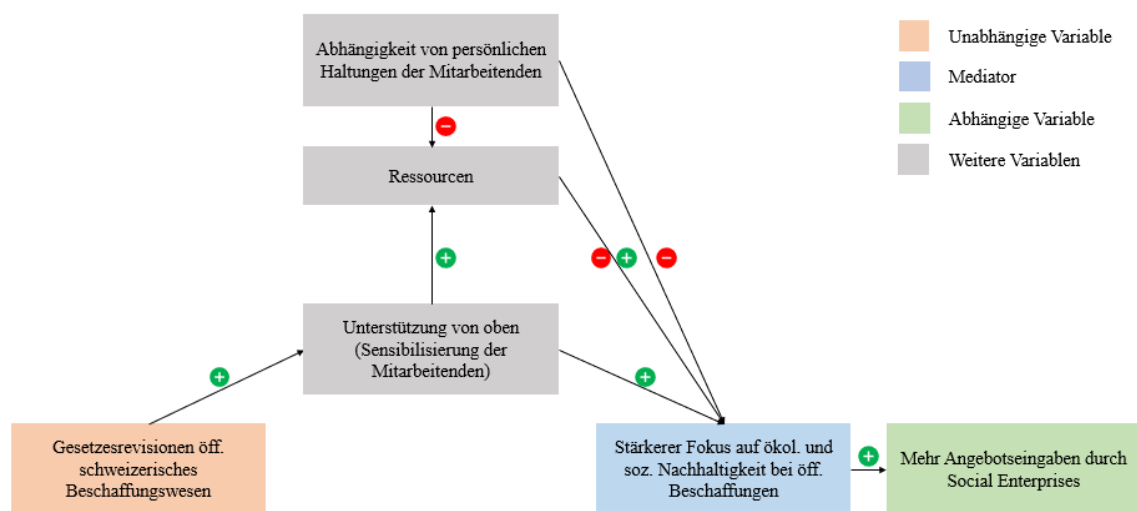 Abhängigkeit von persönlichen
Haltungen der Mitarbeitenden
Ressourcen
Unterstützung von oben
(Sensibilisierung der
Mitarbeitenden)
Gesetzesrevisionen öff.
schweizerisches
Beschaffungswesen
Stärkerer Fokus auf ökol. und
soz. Nachhaltigkeit bei öff.
Beschaffungen
Mehr Angebotseingaben durch
Social Enterprises
Unabhängige Variable
Mediator
Abhängige Variable
Weitere Variablen